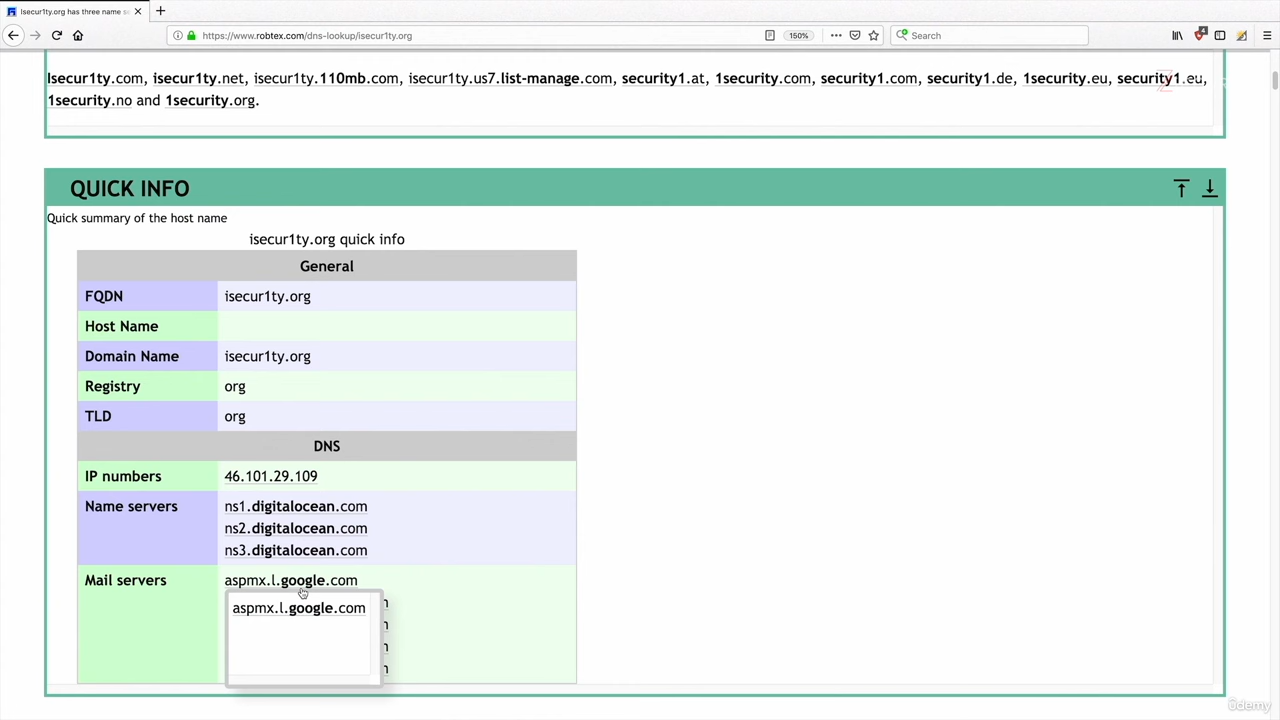 Isecur1ty.org has three name se
https://www.robtex.com/dns-lookup/isecur1ty.org
150%
Search
Isecur1ty.com, isecur1ty.net, isecur1ty.110mb.com, isecur1ty.us7.list-manage.com, security1.at, 1security.com, security1.com, security1.de, 1security.eu, security1.eu,
1security.no and 1security.org.
QUICK INFO
Quick summary of the host name
isecur1ty.org quick info
General
FQDN isecur1ty.org
Host Name
Domain Name isecur1ty.org
Registry org
TLD org
DNS
IP numbers 46.101.29.109
Name servers ns1.digitalocean.com
ns2.digitalocean.com
ns3.digitalocean.com
Mail servers aspmx.l.google.com
aspmx.l.google.com
ûdemy